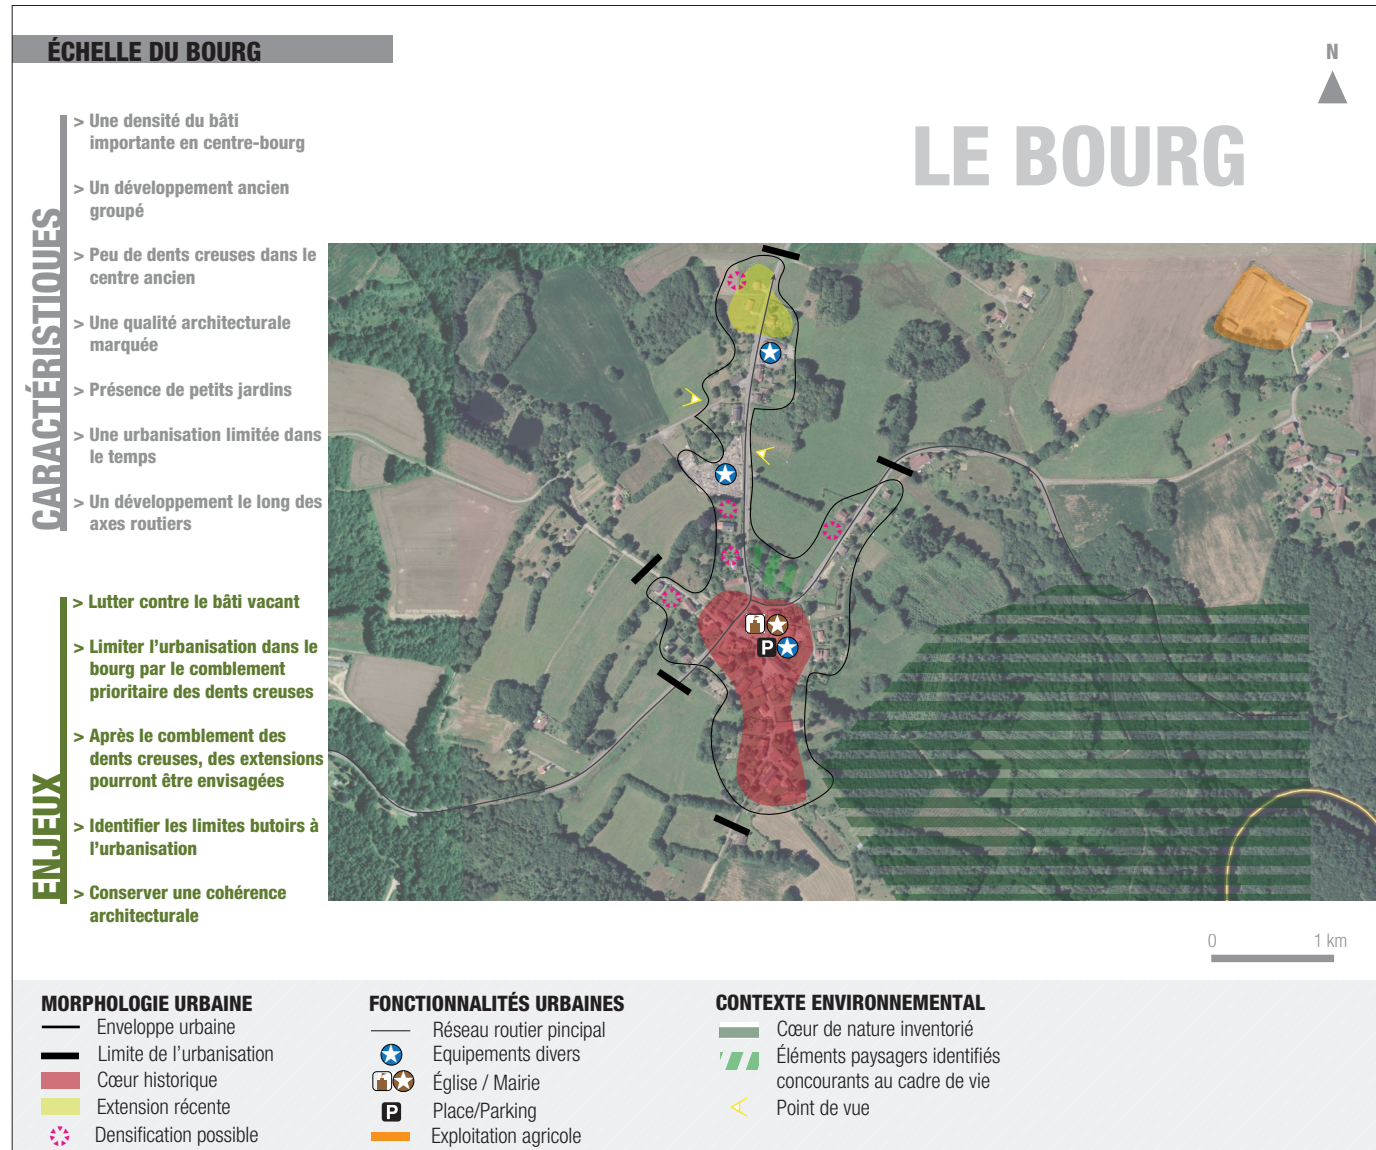 ÉCHELLE DU BOURG
N
LE BOURG
CARACTÉRISTIQUES
> Une densité du bâti
importante en centre-bourg
> Un développement ancien
groupé
> Peu de dents creuses dans le
centre ancien
> Une qualité architecturale
marquée
> Présence de petits jardins
> Une urbanisation limitée dans
le temps
> Un développement le long des
axes routiers
ENJEUX
> Lutter contre le bâti vacant
> Limiter l'urbanisation dans le
bourg par le comblement
prioritaire des dents creuses
> Après le comblement des
dents creuses, des extensions
pourront être envisagées
> Identifier les limites butoirs à
l'urbanisation
> Conserver une cohérence
architecturale
P
0 1 km
MORPHOLOGIE URBAINE
Enveloppe urbaine
Limite de l'urbanisation
Cœur historique
Extension récente
Densification possible
FONCTIONNALITÉS URBAINES
Réseau routier pincipal
Equipements divers
Église / Mairie
P Place/Parking
Exploitation agricole
CONTEXTE ENVIRONMENTAL
Cœur de nature inventorié
Éléments paysagers identifiés
concourants au cadre de vie
Point de vue